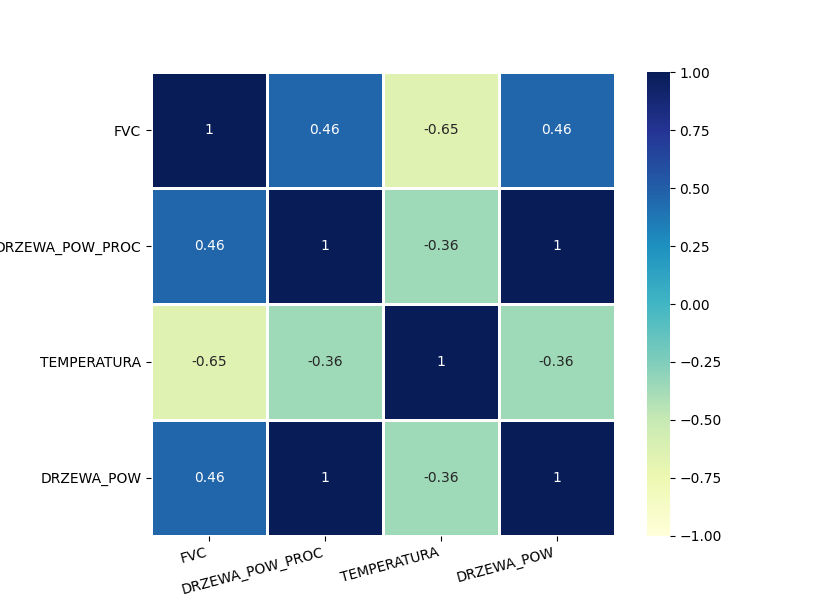 FVC 1 0.46 -0.65 0.46
DRZEWA_POW_PROC 0.46 1 -0.36 1
TEMPERATURA -0.65 -0.36 1 -0.36
DRZEWA_POW 0.46 1 -0.36 1
FVC DRZEWA_POW_PROC TEMPERATURA DRZEWA_POW
1.00
0.75
0.50
0.25
0.00
−0.25
−0.50
−0.75
−1.00